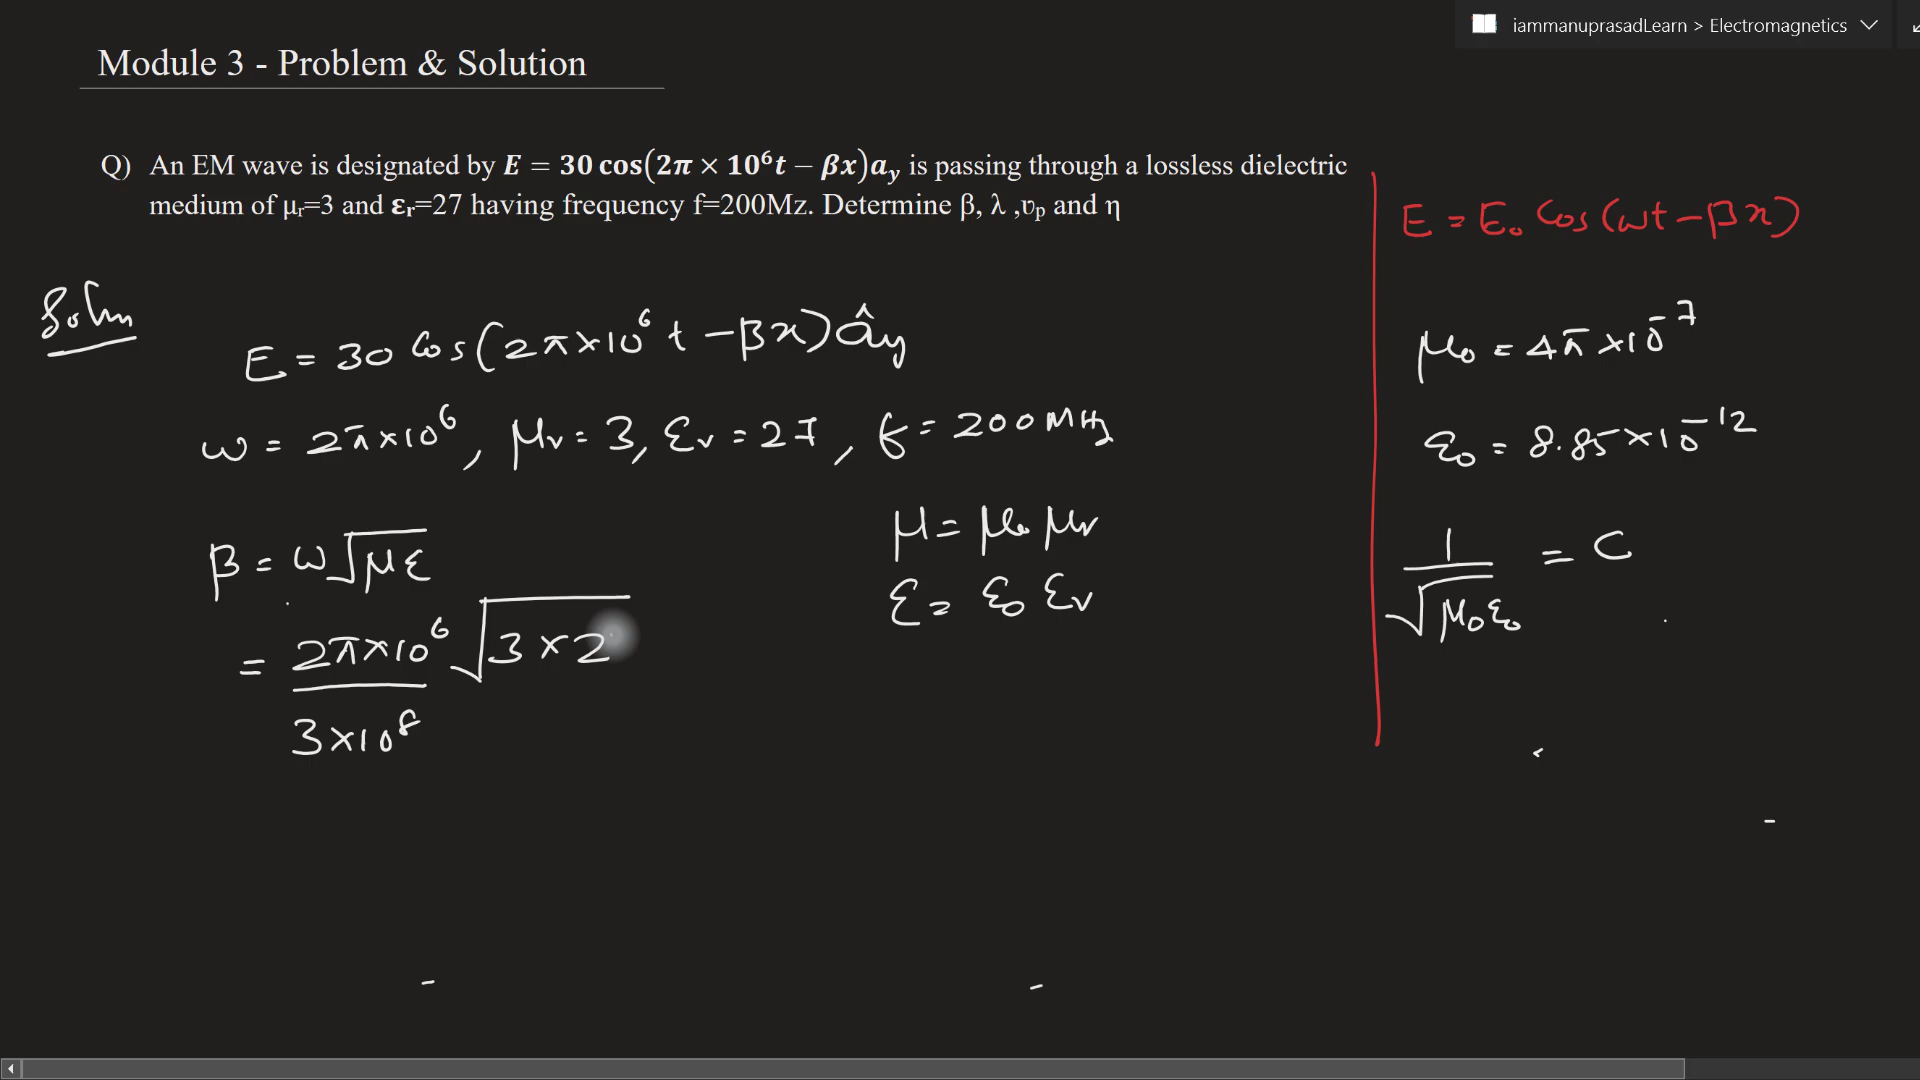 iammanuprasadLearn > Electromagnetics
Module 3 - Problem & Solution
Q) An EM wave is designated by E = 30 cos(2π × 10⁶t − βx)a_y is passing through a lossless dielectric
medium of μᵣ=3 and εᵣ=27 having frequency f=200Mz. Determine β, λ ,υₚ and η
E = E₀ cos(ωt − βx)
Soln
E = 30 cos(2π×10⁶ t − βx) â_y
μ₀ = 4π×10⁻⁷
ω = 2π×10⁶, μᵣ = 3, εᵣ = 27, f = 200 MHz
ε₀ = 8.85×10⁻¹²
β = ω√με
μ = μ₀ μᵣ
1/√μ₀ε₀ = C
ε = ε₀ εᵣ
= 2π×10⁶/3×10⁸ √3 × 2